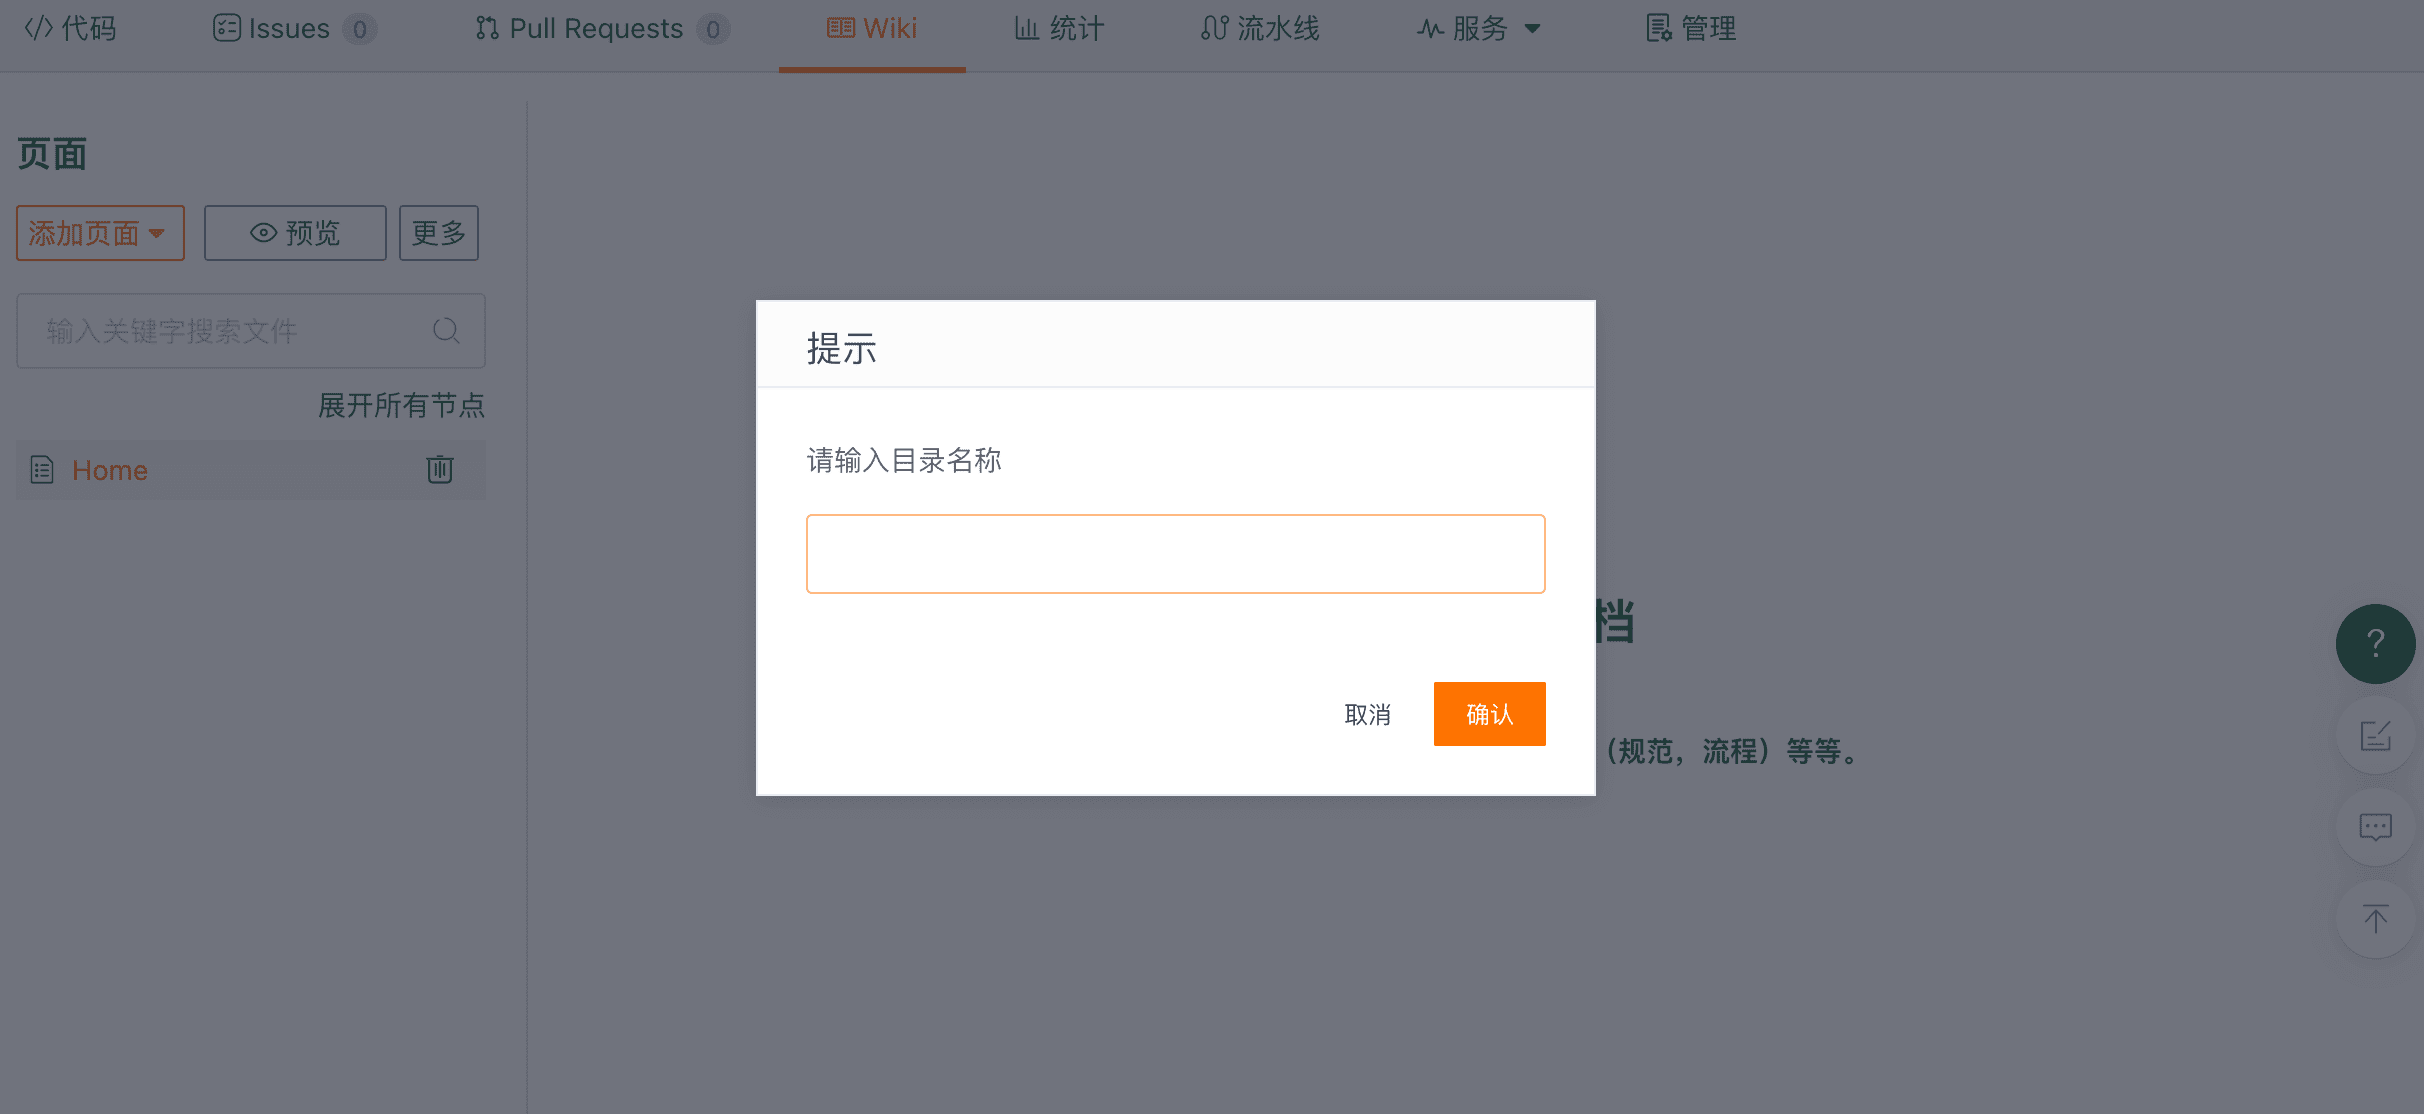 代码 Issues 0 Pull Requests 0 Wiki 统计 流水线 服务 管理
页面
添加页面 预览 更多
输入关键字搜索文件
展开所有节点
Home
提示
请输入目录名称
取消 确认
档
（规范，流程）等等。
?